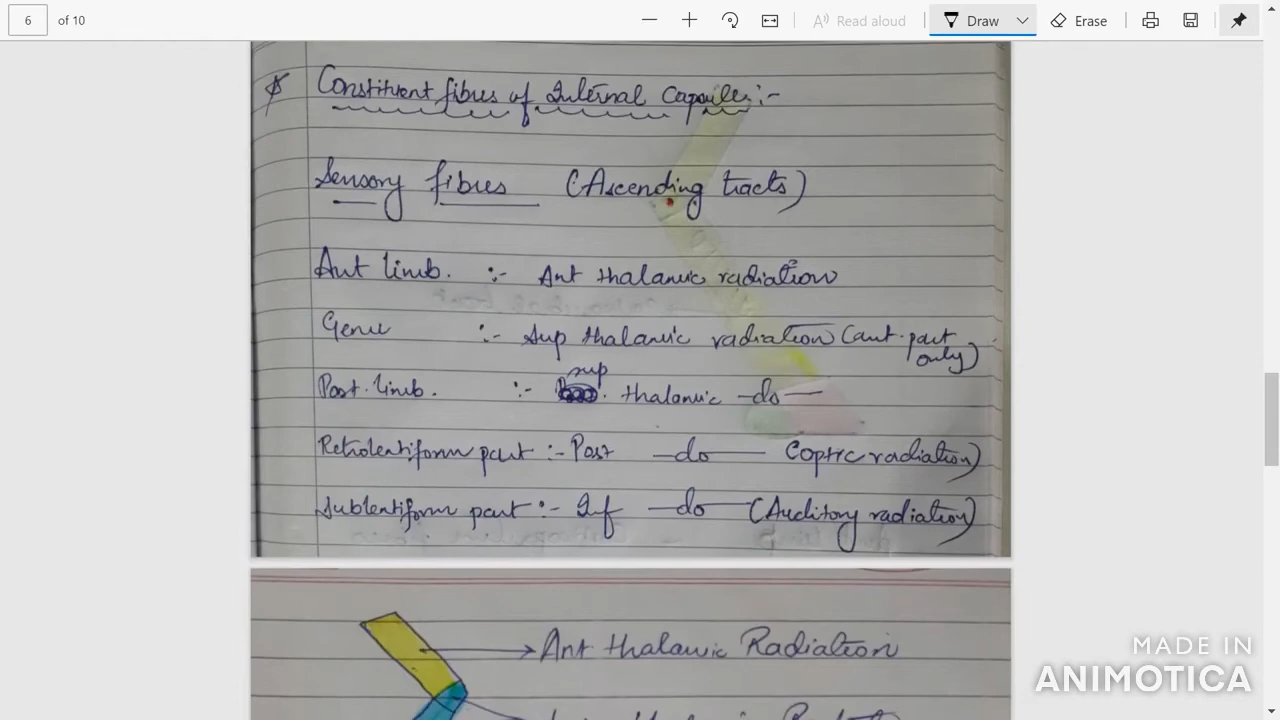 6 of 10 Read aloud Draw Erase
Constituent fibres of Internal Capsule :-
Sensory fibres (Ascending tracts)
Ant limb. :- Ant thalamic radiation
Genu :- Sup thalamic radiation (ant. part only)
Post. limb. :- sup thalamic -do-
Retrolentiform part :- Post -do- (optic radiation)
Sublentiform part :- Inf -do- (Auditory radiation)
Ant thalamic Radiation
MADE IN
ANIMOTICA